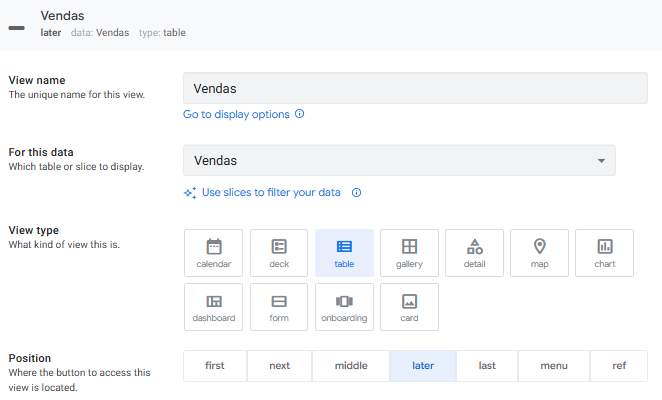 Vendas
later data: Vendas type: table
View name
The unique name for this view.
Vendas
Go to display options
For this data
Which table or slice to display.
Vendas
Use slices to filter your data
View type
What kind of view this is.
calendar deck table gallery detail map chart
dashboard form onboarding card
Position
Where the button to access this
view is located.
first next middle later last menu ref